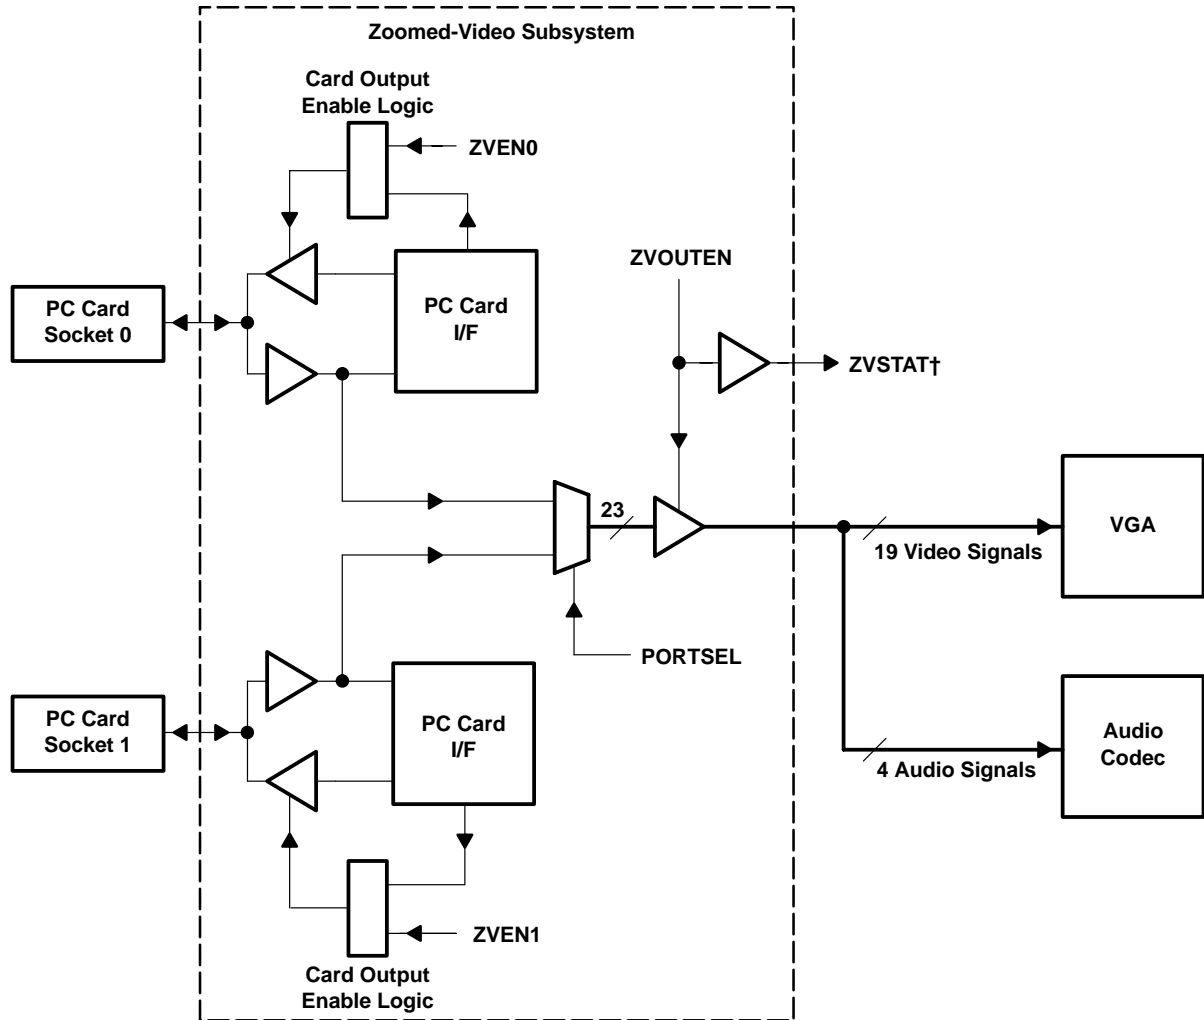 Zoomed-Video Subsystem
Card Output
Enable Logic
ZVEN0
PC Card
Socket 0
PC Card
I/F
ZVOUTEN
ZVSTAT†
23
19 Video Signals
VGA
PORTSEL
PC Card
Socket 1
PC Card
I/F
4 Audio Signals
Audio
Codec
ZVEN1
Card Output
Enable Logic